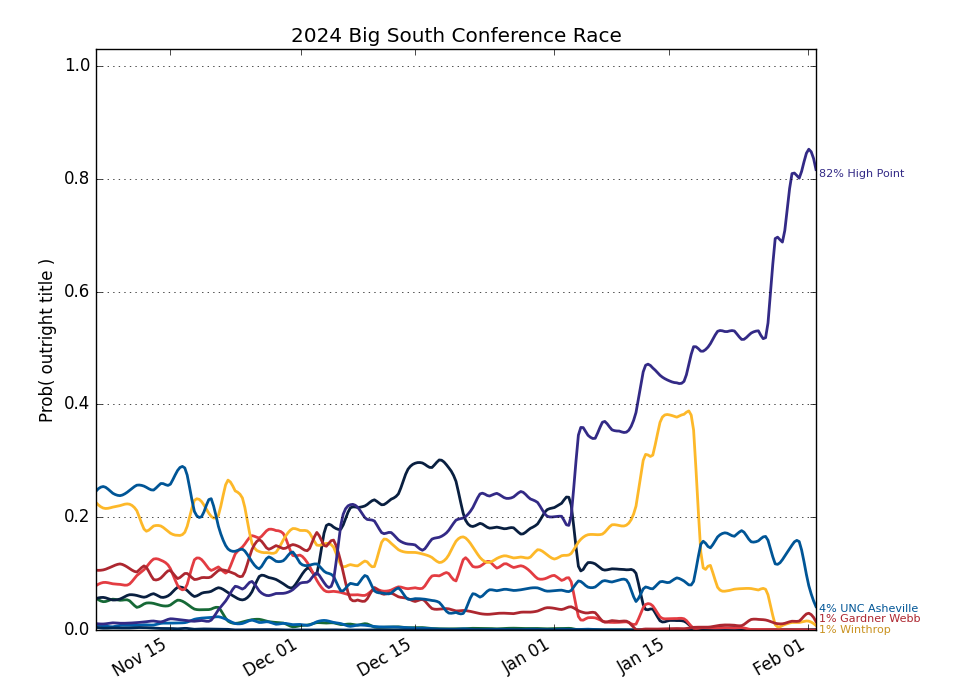 2024 Big South Conference Race
Prob( outright title )
1.0
0.8
0.6
0.4
0.2
0.0
82% High Point
4% UNC Asheville
1% Gardner Webb
1% Winthrop
Nov 15
Dec 01
Dec 15
Jan 01
Jan 15
Feb 01